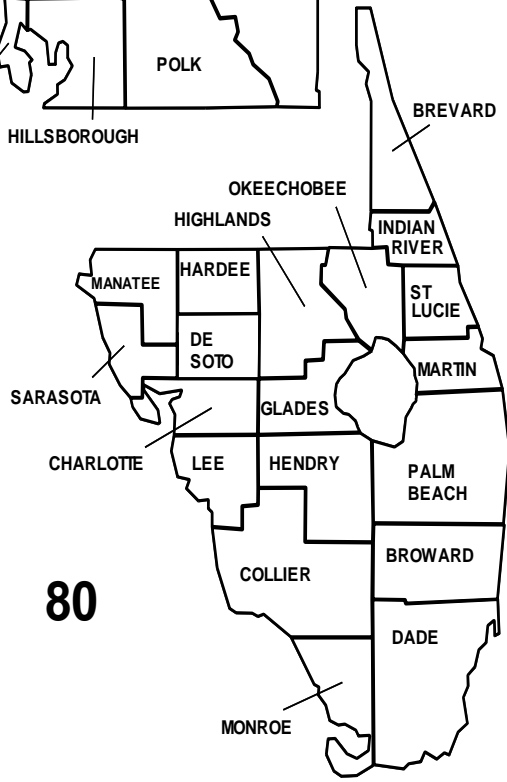 POLK
BREVARD
HILLSBOROUGH
OKEECHOBEE
HIGHLANDS
INDIAN
RIVER
HARDEE
MANATEE
ST
LUCIE
DE
SOTO
MARTIN
SARASOTA
GLADES
CHARLOTTE
LEE
HENDRY
PALM
BEACH
BROWARD
COLLIER
80
DADE
MONROE